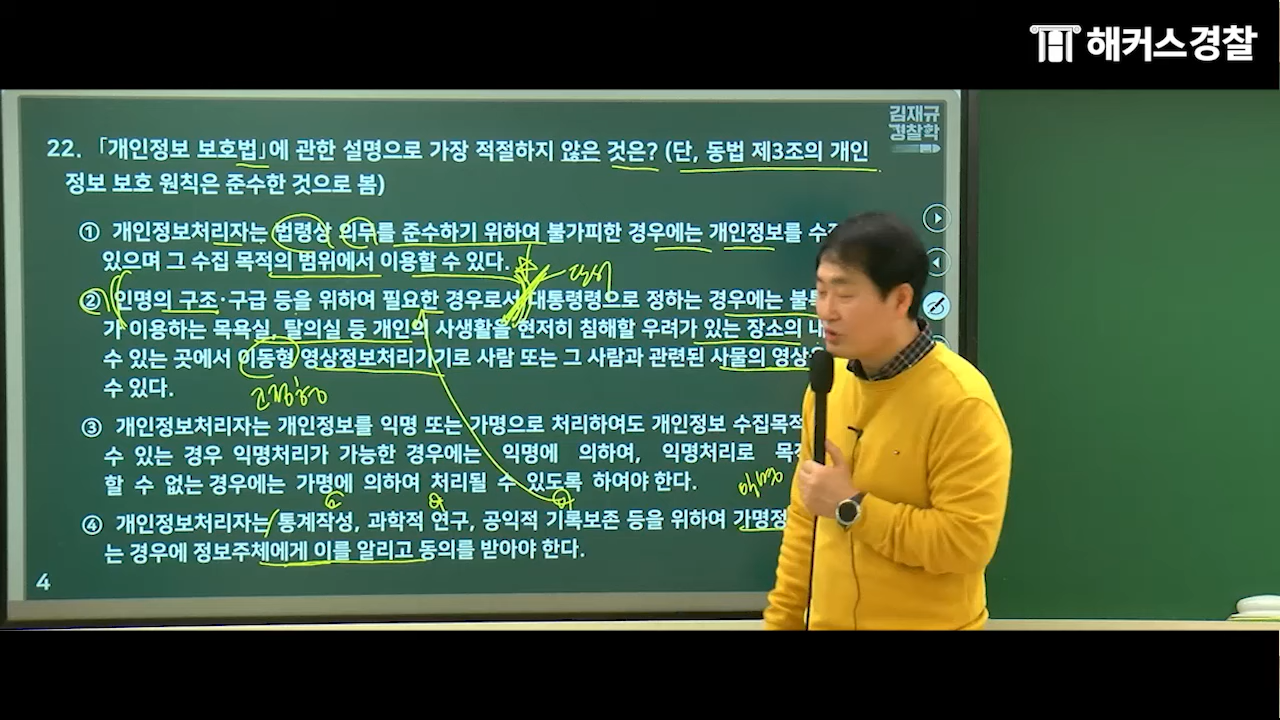 해커스경찰
김재규
경찰학
22. 「개인정보 보호법」에 관한 설명으로 가장 적절하지 않은 것은? (단, 동법 제3조의 개인
정보 보호 원칙은 준수한 것으로 봄)
① 개인정보처리자는 법령상 의무를 준수하기 위하여 불가피한 경우에는 개인정보를
있으며 그 수집 목적의 범위에서 이용할 수 있다.
② 인명의 구조·구급 등을 위하여 필요한 경우로서 대통령령으로 정하는 경우에는
가 이용하는 목욕실, 탈의실 등 개인의 사생활을 현저히 침해할 우려가 있는 장소의
수 있는 곳에서 이동형 영상정보처리기기로 사람 또는 그 사람과 관련된 사물의
수 있다.
③ 개인정보처리자는 개인정보를 익명 또는 가명으로 처리하여도 개인정보 수집목적
수 있는 경우 익명처리가 가능한 경우에는 익명에 의하여, 익명처리로
할 수 없는 경우에는 가명에 의하여 처리될 수 있도록 하여야 한다.
④ 개인정보처리자는 통계작성, 과학적 연구, 공익적 기록보존 등을 위하여
는 경우에 정보주체에게 이를 알리고 동의를 받아야 한다.
4